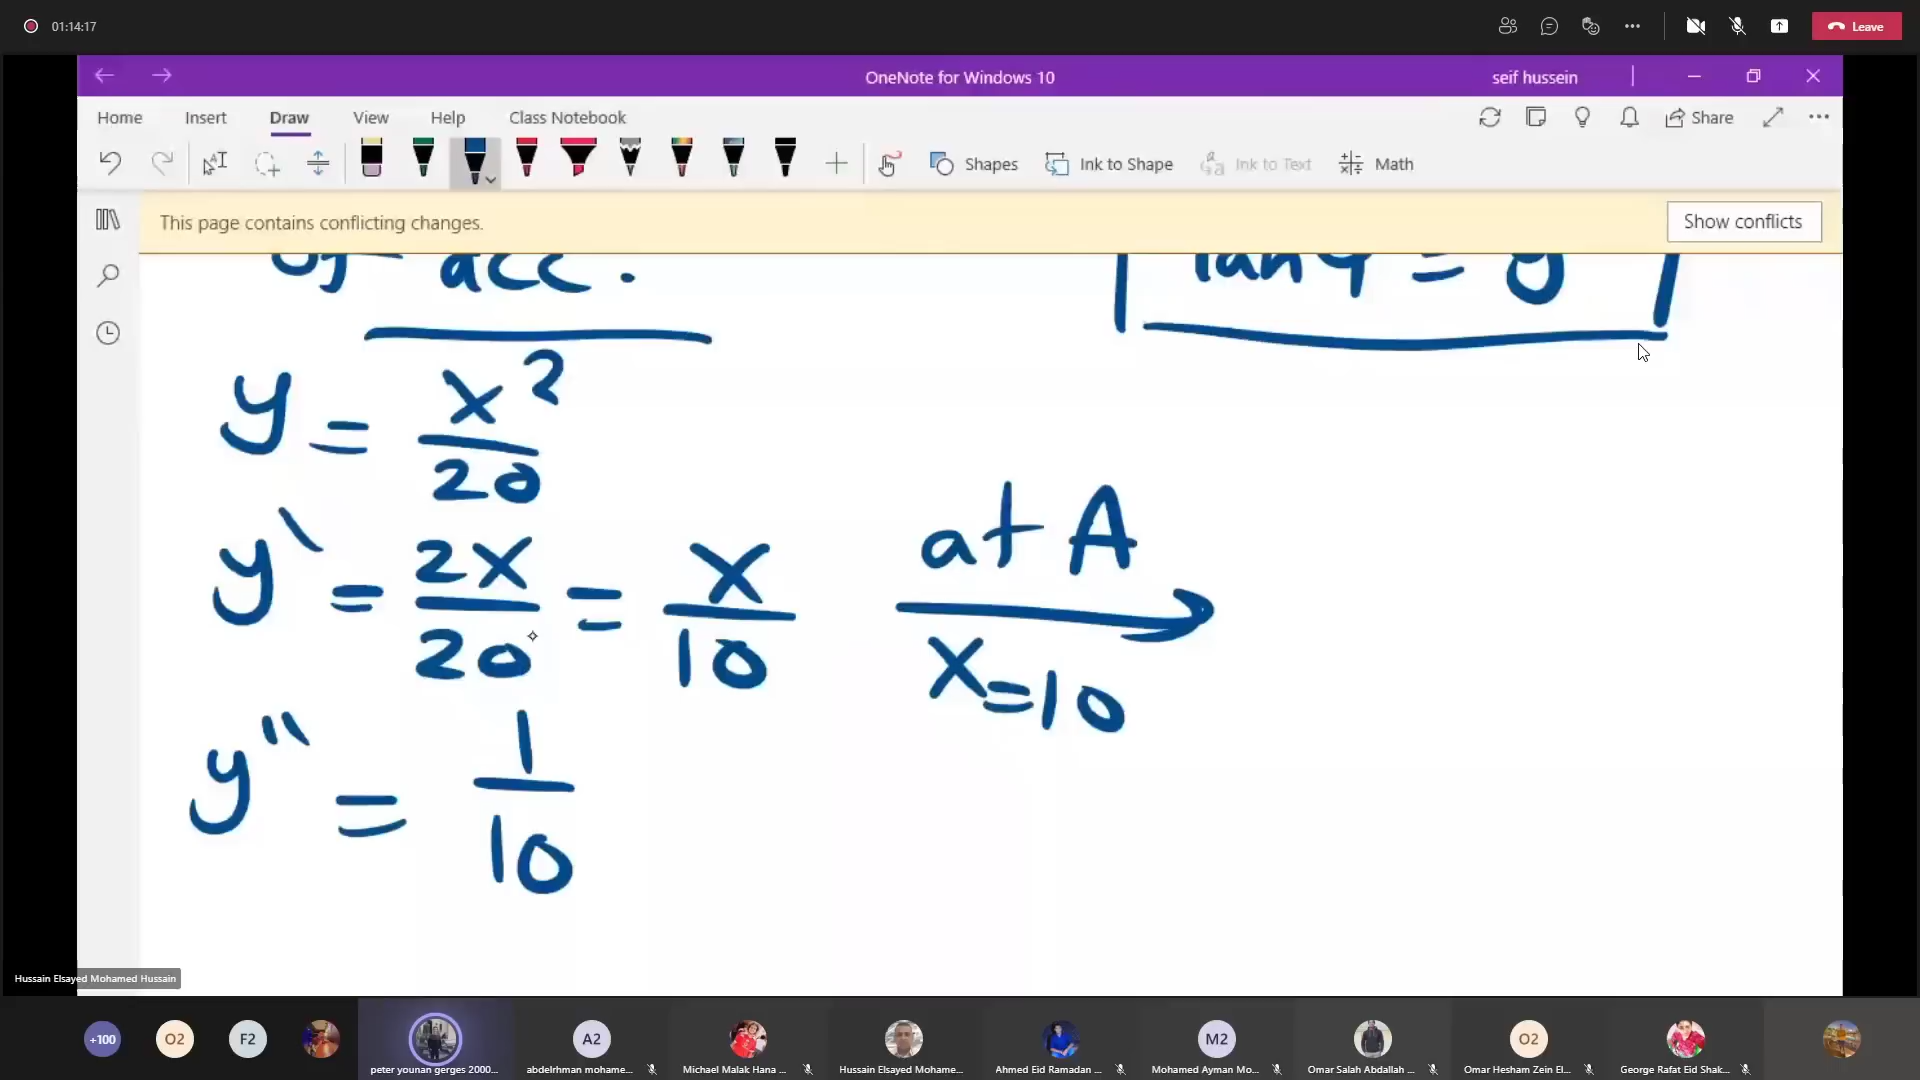 01:14:17
Leave
OneNote for Windows 10
seif hussein
Home Insert Draw View Help Class Notebook
Share
Shapes Ink to Shape Ink to Text Math
This page contains conflicting changes.
Show conflicts
of acc.
y = x²/20
y' = 2x/20 = x/10
at A
x=10
y" = 1/10
Hussain Elsayed Mohamed Hussain
+100 O2 F2 A2 M2 O2
peter younan gerges 2000...
abdelrhman mohame...
Michael Malak Hana ...
Hussain Elsayed Mohame...
Ahmed Eid Ramadan ...
Mohamed Ayman Mo...
Omar Salah Abdallah ...
Omar Hesham Zein El...
George Rafat Eid Shak...